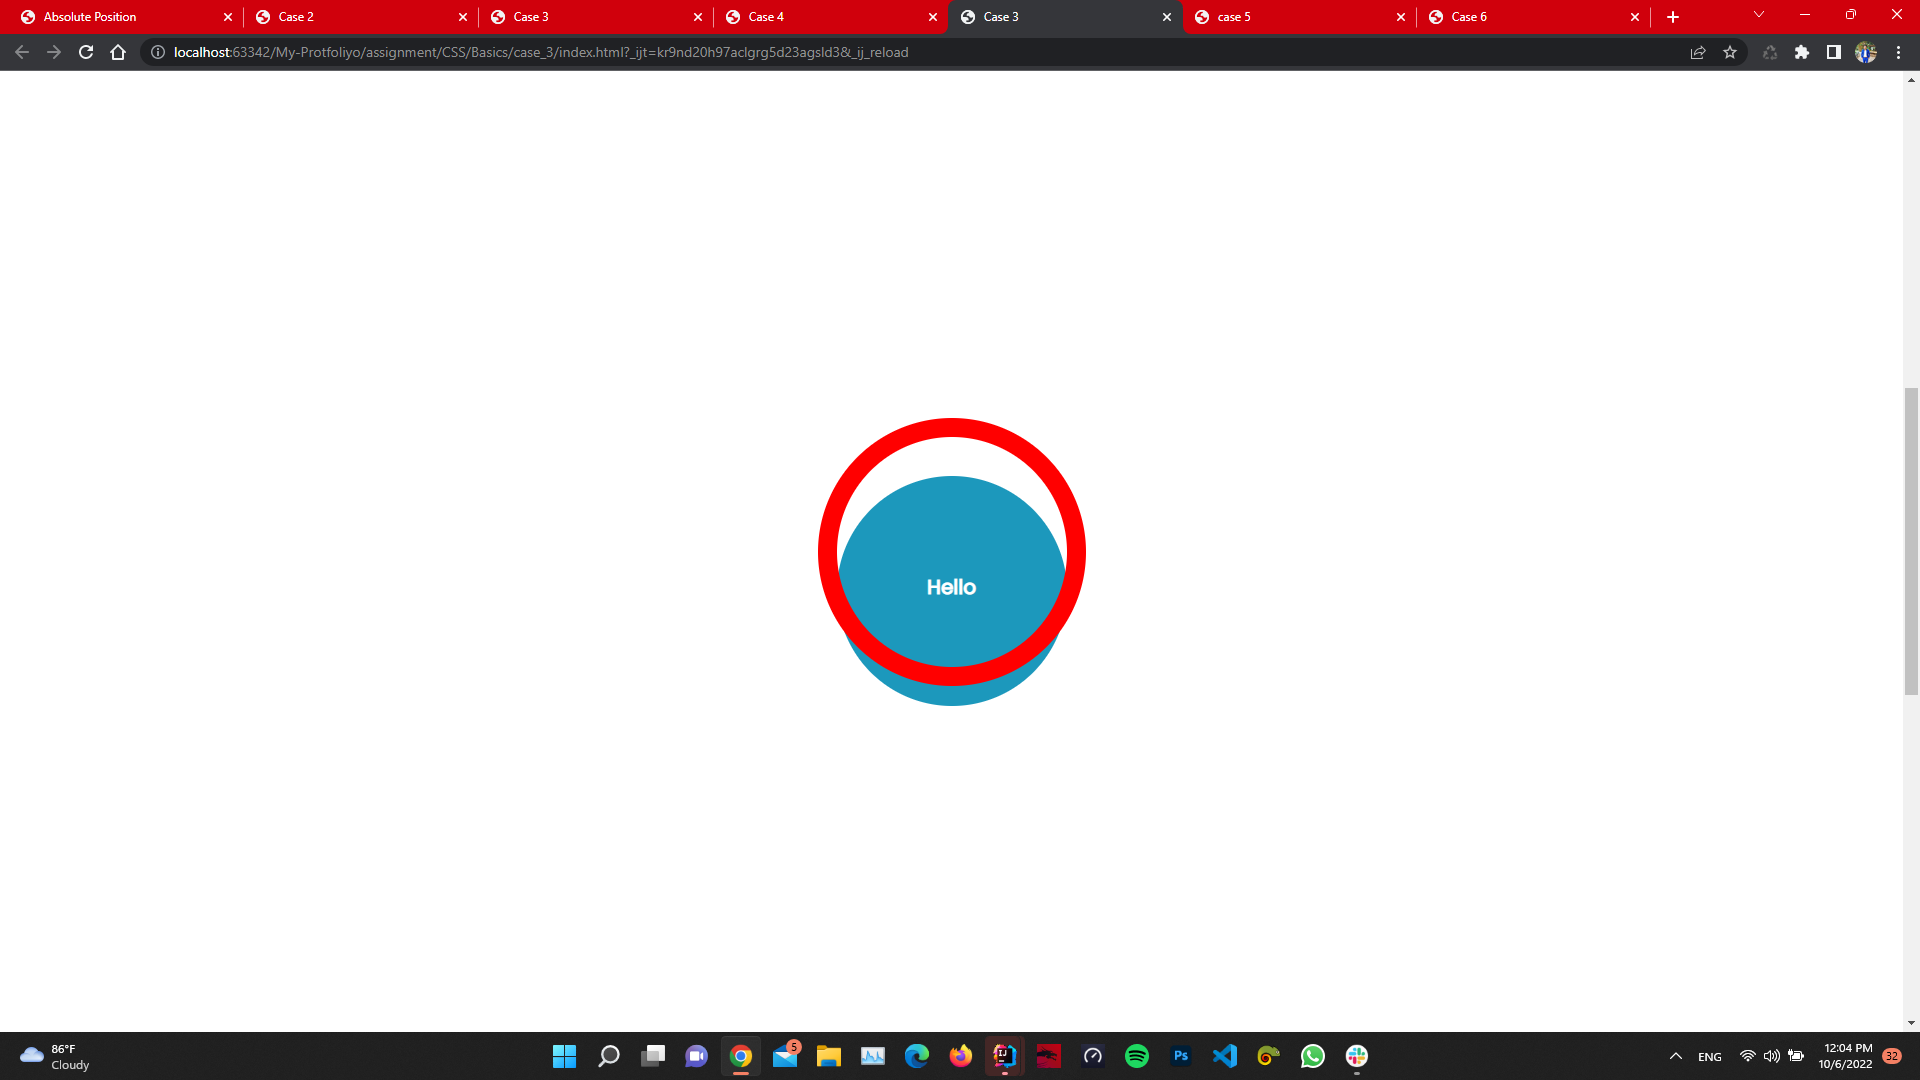 Absolute Position
Case 2
Case 3
Case 4
Case 3
case 5
Case 6
localhost:63342/My-Protfoliyo/assignment/CSS/Basics/case_3/index.html?_ijt=kr9nd20h97aclgrg5d23agsld3&_ij_reload
Hello
86°F
Cloudy
5
IJ
Ps
ENG
12:04 PM
10/6/2022
32